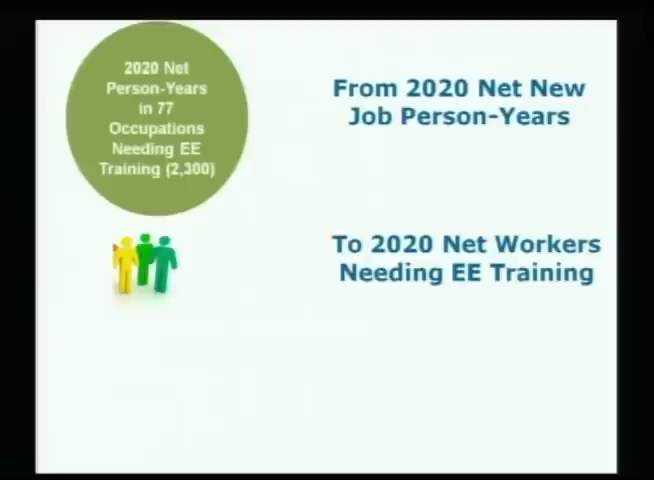 2020 Net
Person-Years
in 77
Occupations
Needing EE
Training (2,300)
From 2020 Net New
Job Person-Years
To 2020 Net Workers
Needing EE Training